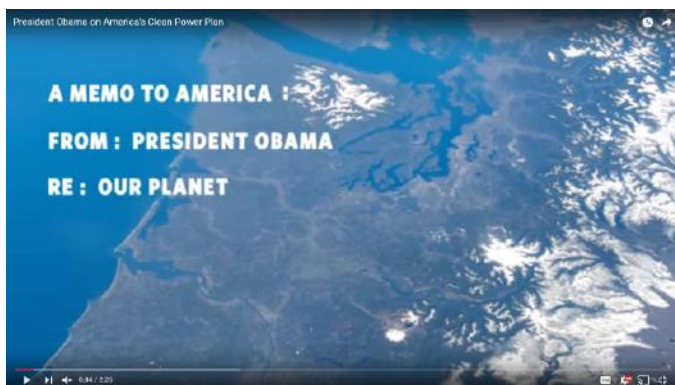 President Obama on America's Clean Power Plan
A MEMO TO AMERICA :
FROM : PRESIDENT OBAMA
RE : OUR PLANET